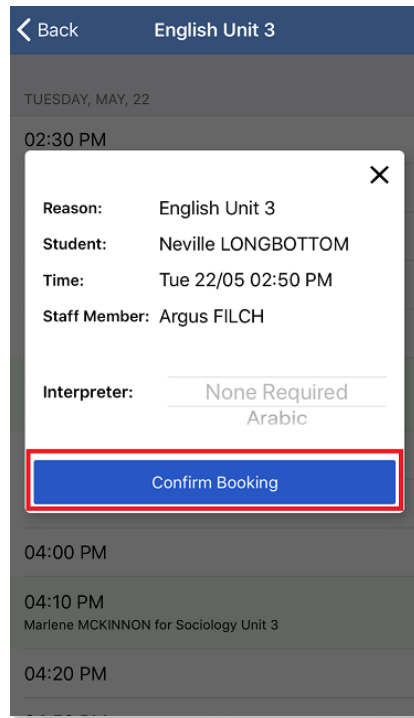 Back English Unit 3
TUESDAY, MAY, 22
02:30 PM
Reason: English Unit 3
Student: Neville LONGBOTTOM
Time: Tue 22/05 02:50 PM
Staff Member: Argus FILCH
Interpreter: None Required
Arabic
Confirm Booking
04:00 PM
04:10 PM
Marlene MCKINNON for Sociology Unit 3
04:20 PM